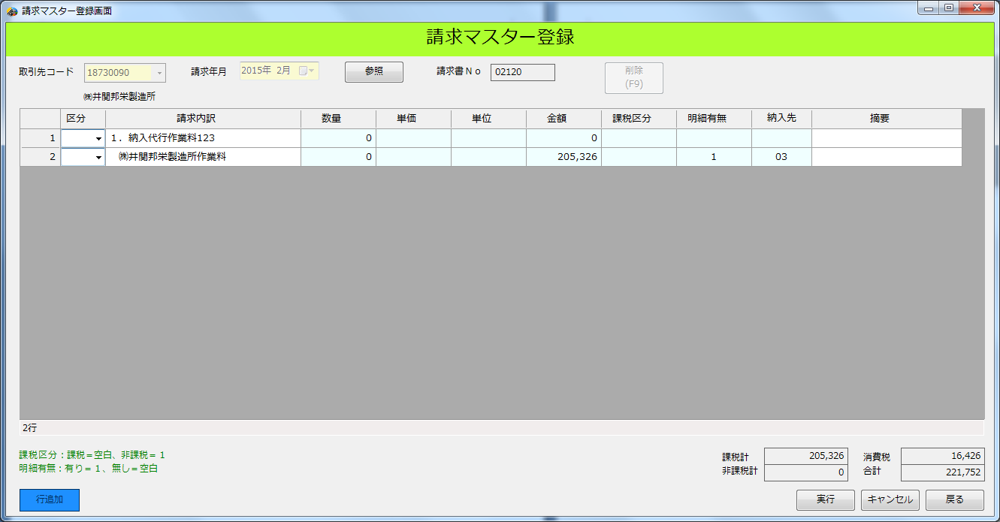 請求マスター登録画面
請求マスター登録
取引先コード 18730090 請求年月 2015年 2月 参照 請求書No 02120 削除
(F9)
㈱井関邦栄製造所
区分 請求内訳 数量 単価 単位 金額 課税区分 明細有無 納入先 摘要
1 1. 納入代行作業料123 0 0
2 ㈱井関邦栄製造所作業料 0 205,326 1 03
2行
課税区分:課税=空白、非課税=1
明細有無:有り=1、無し=空白
課税計 205,326 消費税 16,426
非課税計 0 合計 221,752
行追加 実行 キャンセル 戻る